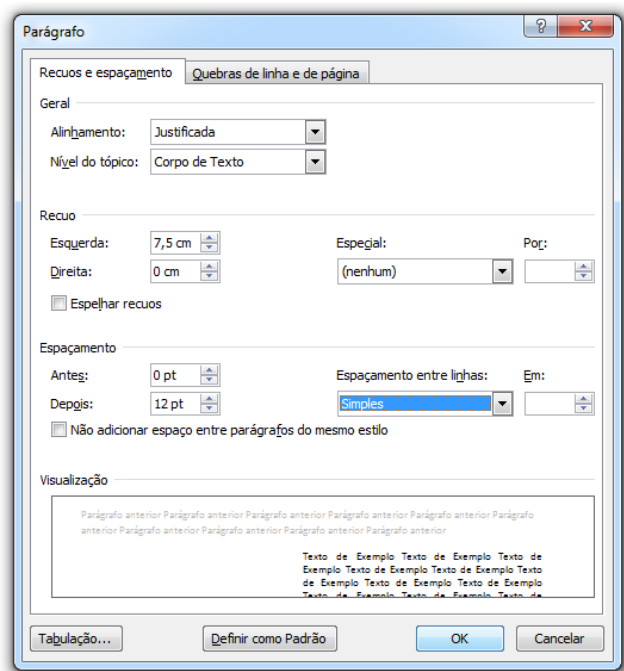 Parágrafo
Recuos e espaçamento Quebras de linha e de página
Geral
Alinhamento: Justificada
Nível do tópico: Corpo de Texto
Recuo
Esquerda: 7,5 cm Especial: Por:
Direita: 0 cm (nenhum)
Espelhar recuos
Espaçamento
Antes: 0 pt Espaçamento entre linhas: Em:
Depois: 12 pt Simples
Não adicionar espaço entre parágrafos do mesmo estilo
Visualização
Parágrafo anterior Parágrafo anterior Parágrafo anterior Parágrafo anterior Parágrafo anterior Parágrafo
anterior Parágrafo anterior Parágrafo anterior Parágrafo anterior Parágrafo anterior
Texto de Exemplo Texto de Exemplo Texto de
Exemplo Texto de Exemplo Texto de Exemplo Texto
de Exemplo Texto de Exemplo Texto de Exemplo
Texto de Exemplo Texto de Exemplo Texto de
Tabulação... Definir como Padrão OK Cancelar